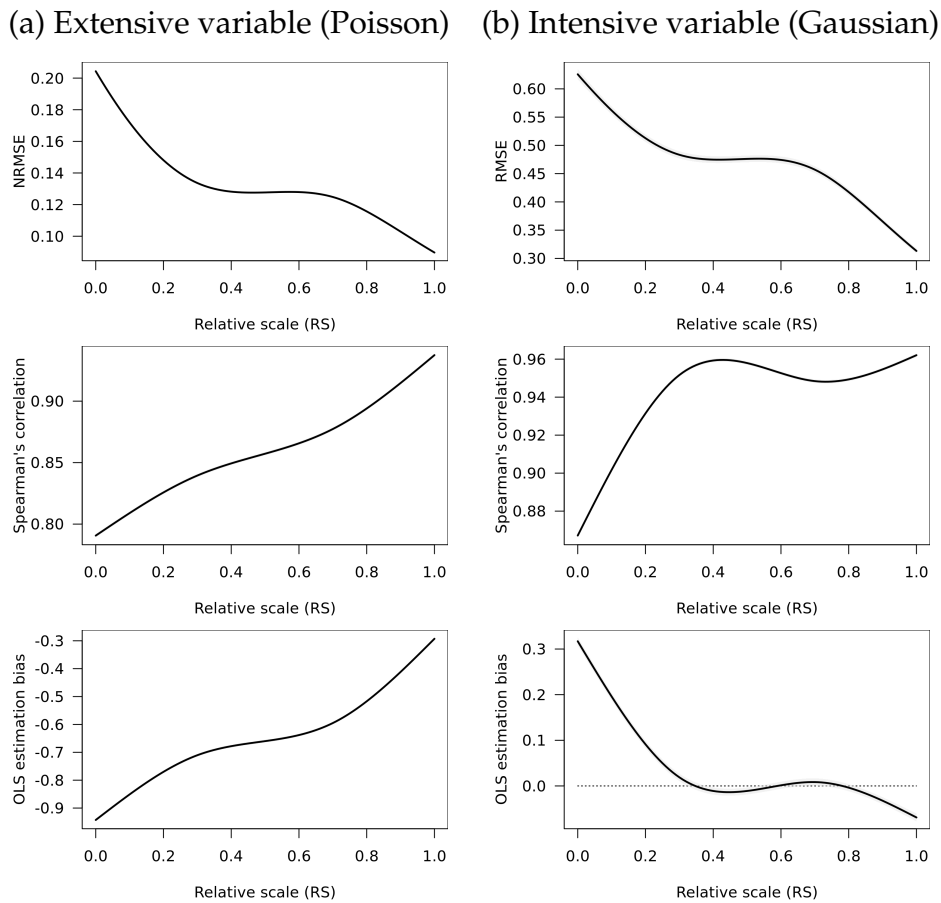 (a) Extensive variable (Poisson)
(b) Intensive variable (Gaussian)
NRMSE
0.20
0.18
0.16
0.14
0.12
0.10
0.0 0.2 0.4 0.6 0.8 1.0
Relative scale (RS)
RMSE
0.60
0.55
0.50
0.45
0.40
0.35
0.30
0.0 0.2 0.4 0.6 0.8 1.0
Relative scale (RS)
Spearman's correlation
0.90
0.85
0.80
0.0 0.2 0.4 0.6 0.8 1.0
Relative scale (RS)
Spearman's correlation
0.96
0.94
0.92
0.90
0.88
0.0 0.2 0.4 0.6 0.8 1.0
Relative scale (RS)
OLS estimation bias
-0.3
-0.4
-0.5
-0.6
-0.7
-0.8
-0.9
0.0 0.2 0.4 0.6 0.8 1.0
Relative scale (RS)
OLS estimation bias
0.3
0.2
0.1
0.0
0.0 0.2 0.4 0.6 0.8 1.0
Relative scale (RS)